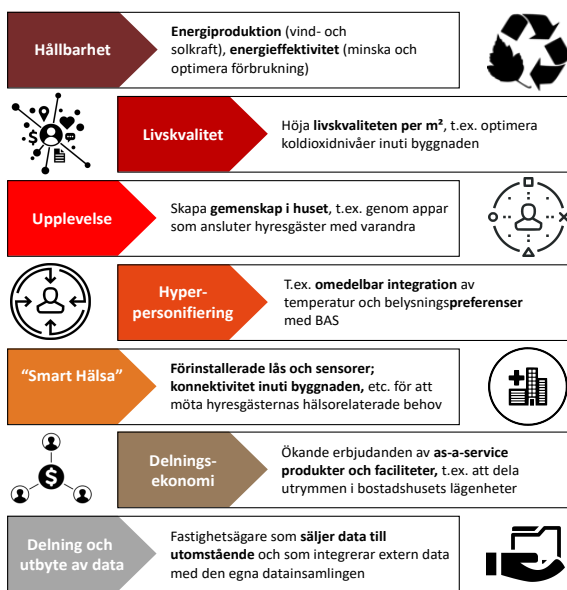 Hållbarhet
Energiproduktion (vind- och
solkraft), energieffektivitet (minska och
optimera förbrukning)
$
Livskvalitet
Höja livskvaliteten per m², t.ex. optimera
koldioxidnivåer inuti byggnaden
Upplevelse
Skapa gemenskap i huset, t.ex. genom appar
som ansluter hyresgäster med varandra
Hyper-
personifiering
T.ex. omedelbar integration av
temperatur och belysningspreferenser
med BAS
“Smart Hälsa”
Förinstallerade lås och sensorer;
konnektivitet inuti byggnaden, etc. för att
möta hyresgästernas hälsorelaterade behov
$
Delnings-
ekonomi
Ökande erbjudanden av as-a-service
produkter och faciliteter, t.ex. att dela
utrymmen i bostadshusets lägenheter
Delning och
utbyte av data
Fastighetsägare som säljer data till
utomstående och som integrerar extern data
med den egna datainsamlingen